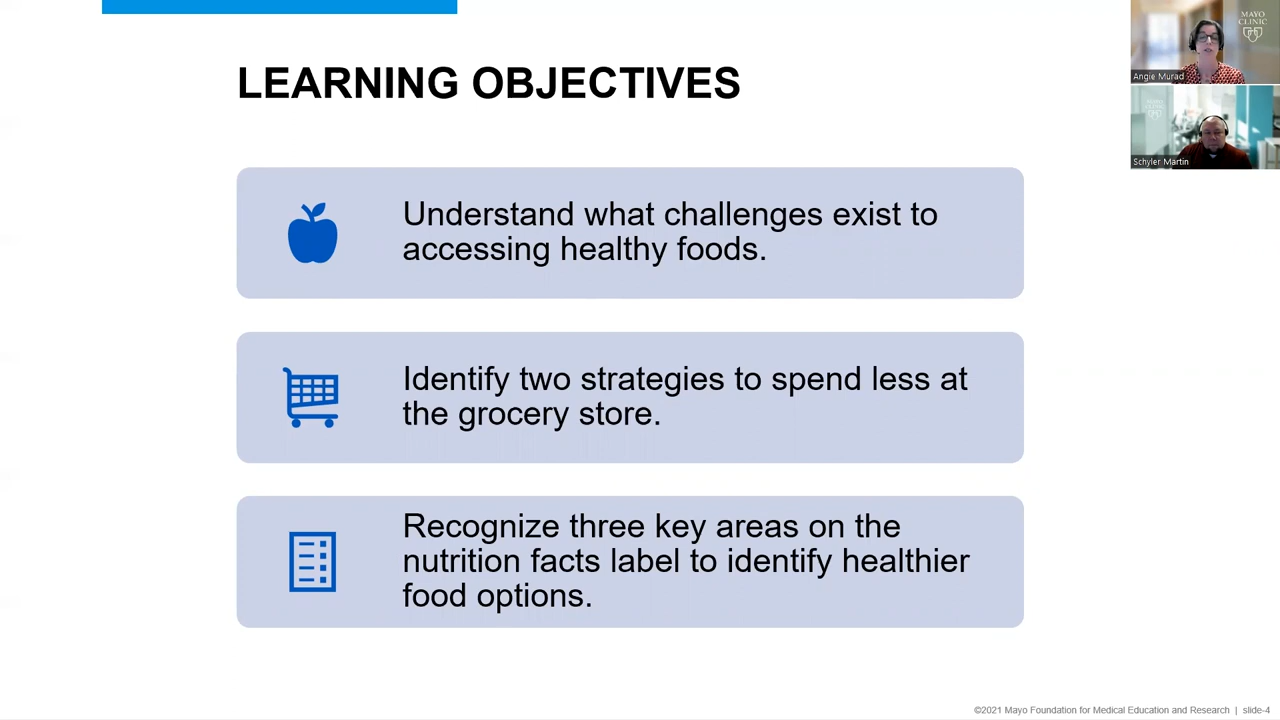 LEARNING OBJECTIVES
MAYO
CLINIC
Angie Murad
MAYO
CLINIC
Schyler Martin
Understand what challenges exist to
accessing healthy foods.
Identify two strategies to spend less at
the grocery store.
Recognize three key areas on the
nutrition facts label to identify healthier
food options.
©2021 Mayo Foundation for Medical Education and Research | slide-4